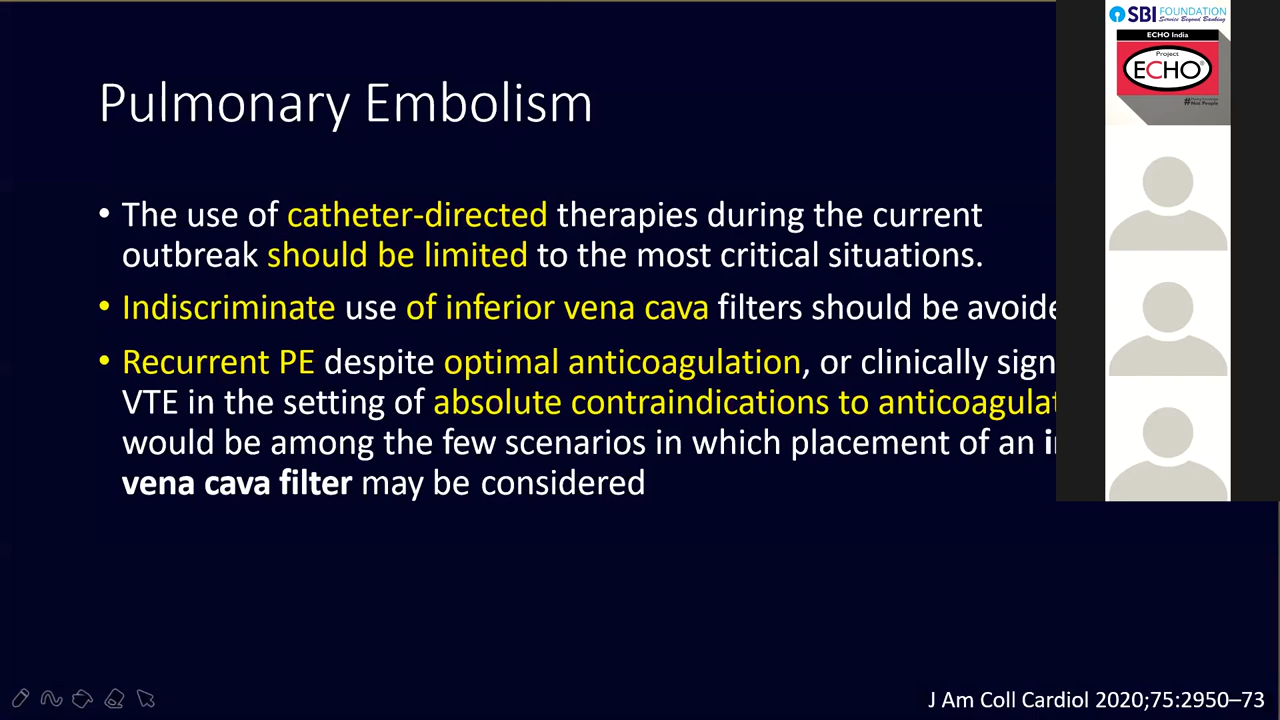 Pulmonary Embolism
• The use of catheter-directed therapies during the current
outbreak should be limited to the most critical situations.
• Indiscriminate use of inferior vena cava filters should be avoide
• Recurrent PE despite optimal anticoagulation, or clinically sign
VTE in the setting of absolute contraindications to anticoagulat
would be among the few scenarios in which placement of an i
vena cava filter may be considered
J Am Coll Cardiol 2020;75:2950–73
SBI FOUNDATION
Service Beyond Banking
ECHO India
Project
ECHO®